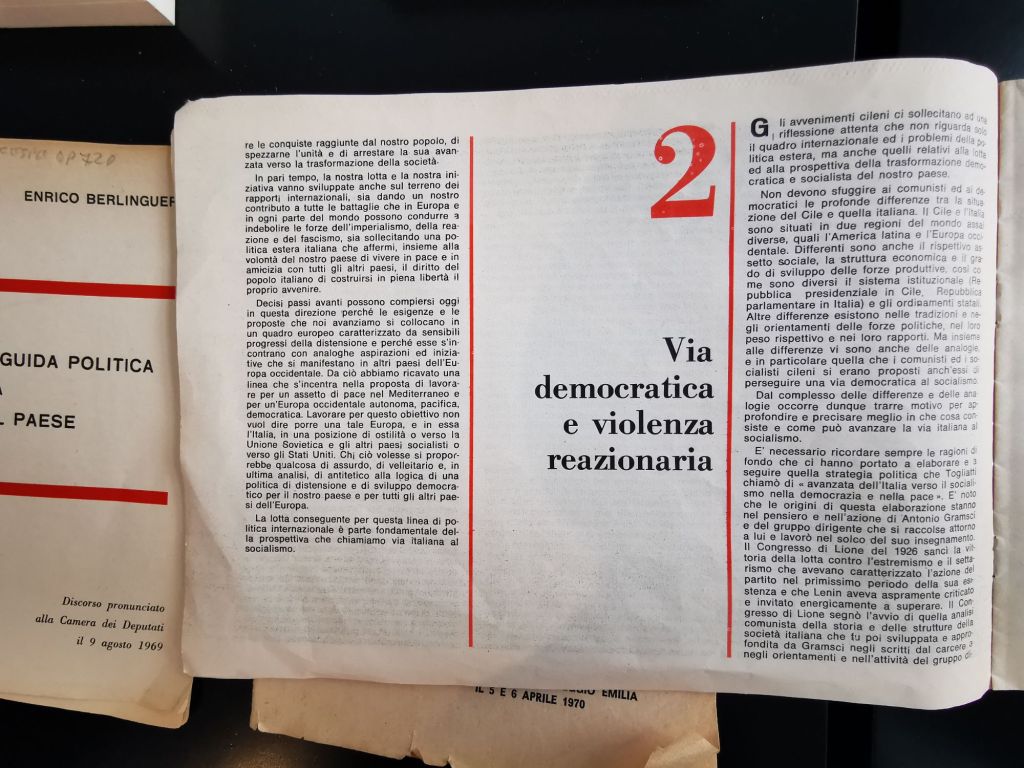 ENRICO BERLINGUER
GUIDA POLITICA
PAESE
Discorso pronunciato
alla Camera dei Deputati
il 9 agosto 1969
re le conquiste raggiunte dal nostro popolo, di
spezzarne l'unità e di arrestare la sua avan-
zata verso la trasformazione della società.
In pari tempo, la nostra lotta e la nostra ini-
ziativa vanno sviluppate anche sul terreno dei
rapporti internazionali, sia dando un nostro
contributo a tutte le battaglie che in Europa e
in ogni parte del mondo possono condurre a
indebolire le forze dell'imperialismo, della rea-
zione e del fascismo, sia sollecitando una po-
litica estera italiana che affermi, insieme alla
volontà del nostro paese di vivere in pace e in
amicizia con tutti gli altri paesi, il diritto del
popolo italiano di costruirsi in piena libertà il
proprio avvenire.
Decisi passi avanti possono compiersi oggi
in questa direzione perché le esigenze e le
proposte che noi avanziamo si collocano in
un quadro europeo caratterizzato da sensibili
progressi della distensione e perché esse s'in-
contrano con analoghe aspirazioni ed inizia-
tive che si manifestano in altri paesi dell'Eu-
ropa occidentale. Da ciò abbiamo ricavato una
linea che s'incentra nella proposta di lavora-
re per un assetto di pace nel Mediterraneo e
per un'Europa occidentale autonoma, pacifica,
democratica. Lavorare per questo obiettivo non
vuol dire porre una tale Europa, e in essa
l'Italia, in una posizione di ostilità o verso la
Unione Sovietica e gli altri paesi socialisti o
verso gli Stati Uniti. Chi ciò volesse si propor-
rebbe qualcosa di assurdo, di velleitario e, in
ultima analisi, di antitetico alla logica di una
politica di distensione e di sviluppo democra-
tico per il nostro paese e per tutti gli altri pae-
si dell'Europa.
La lotta conseguente per questa linea di po-
litica internazionale è parte fondamentale del-
la prospettiva che chiamiamo via italiana al
socialismo.
2
Via
democratica
e violenza
reazionaria
Gli avvenimenti cileni ci sollecitano ad una
riflessione attenta che non riguarda solo
il quadro internazionale ed i problemi della po-
litica estera, ma anche quelli relativi alla lotta
ed alla prospettiva della trasformazione demo-
cratica e socialista del nostro paese.
Non devono sfuggire ai comunisti ed ai de-
mocratici le profonde differenze tra la situa-
zione del Cile e quella italiana. Il Cile e l'Italia
sono situati in due regioni del mondo assai
diverse, quali l'America latina e l'Europa occi-
dentale. Differenti sono anche il rispettivo as-
setto sociale, la struttura economica e il gra-
do di sviluppo delle forze produttive, così co-
me sono diversi il sistema istituzionale (Re-
pubblica presidenziale in Cile, Repubblica
parlamentare in Italia) e gli ordinamenti statali.
Altre differenze esistono nelle tradizioni e ne-
gli orientamenti delle forze politiche, nel loro
peso rispettivo e nei loro rapporti. Ma insieme
alle differenze vi sono anche delle analogie,
e in particolare quella che i comunisti ed i so-
cialisti cileni si erano proposti anch'essi di
perseguire una via democratica al socialismo.
Dal complesso delle differenze e delle ana-
logie occorre dunque trarre motivo per ap-
profondire e precisare meglio in che cosa con-
siste e come può avanzare la via italiana al
socialismo.
E' necessario ricordare sempre le ragioni di
fondo che ci hanno portato a elaborare e a
seguire quella strategia politica che Togliatti
chiamò di « avanzata dell'Italia verso il sociali-
smo nella democrazia e nella pace ». E' noto
che le origini di questa elaborazione stanno
nel pensiero e nell'azione di Antonio Gramsci
e del gruppo dirigente che si raccolse attorno
a lui e lavorò nel solco del suo insegnamento.
Il Congresso di Lione del 1926 sancì la vit-
toria della lotta contro l'estremismo e il setta-
rismo che avevano caratterizzato l'azione del
partito nel primissimo periodo della sua esi-
stenza e che Lenin aveva aspramente criticato
e invitato energicamente a superare. Il Con-
gresso di Lione segnò l'avvio di quella analisi
comunista della storia e delle strutture della
società italiana che fu poi sviluppata e appro-
fondita da Gramsci negli scritti dal carcere e
negli orientamenti e nell'attività del gruppo di-
EMILIA
IL 5 E 6 APRILE 1970